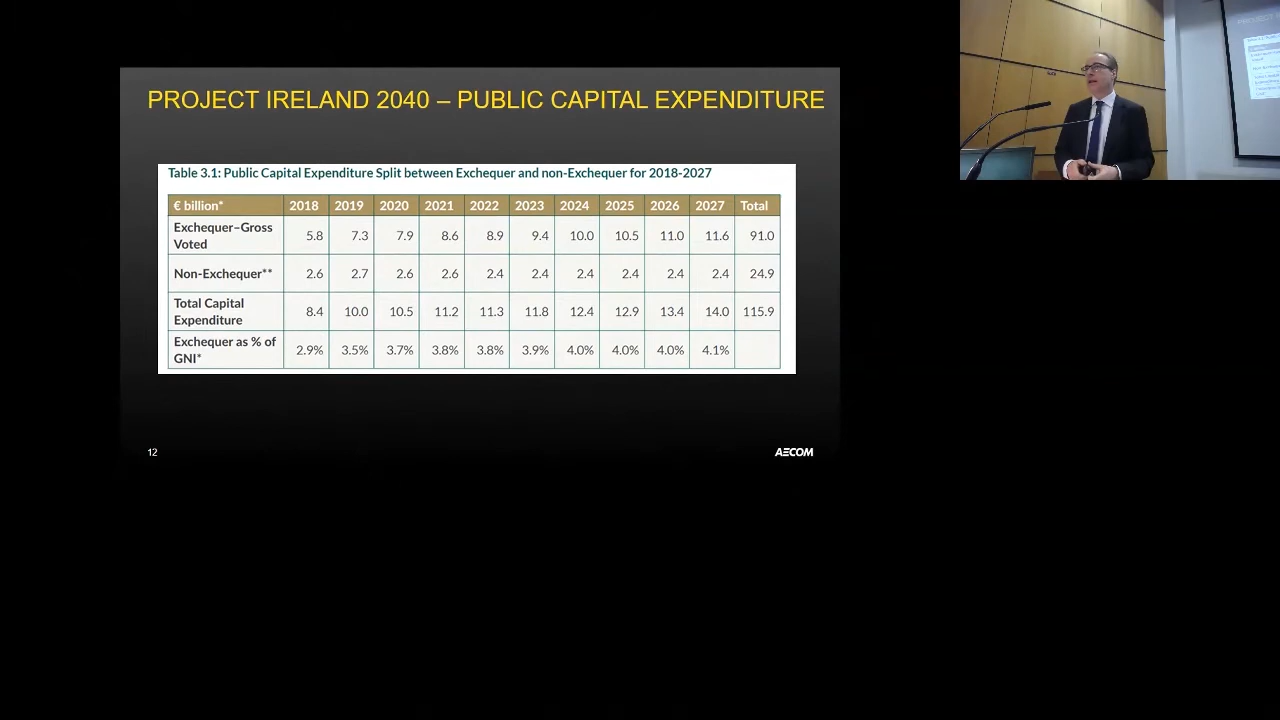 PROJECT IRELAND 2040 – PUBLIC CAPITAL EXPENDITURE
Table 3.1: Public Capital Expenditure Split between Exchequer and non-Exchequer for 2018-2027
€ billion* 2018 2019 2020 2021 2022 2023 2024 2025 2026 2027 Total
Exchequer–Gross
Voted 5.8 7.3 7.9 8.6 8.9 9.4 10.0 10.5 11.0 11.6 91.0
Non-Exchequer** 2.6 2.7 2.6 2.6 2.4 2.4 2.4 2.4 2.4 2.4 24.9
Total Capital
Expenditure 8.4 10.0 10.5 11.2 11.3 11.8 12.4 12.9 13.4 14.0 115.9
Exchequer as % of
GNI* 2.9% 3.5% 3.7% 3.8% 3.8% 3.9% 4.0% 4.0% 4.0% 4.1%
12
AECOM